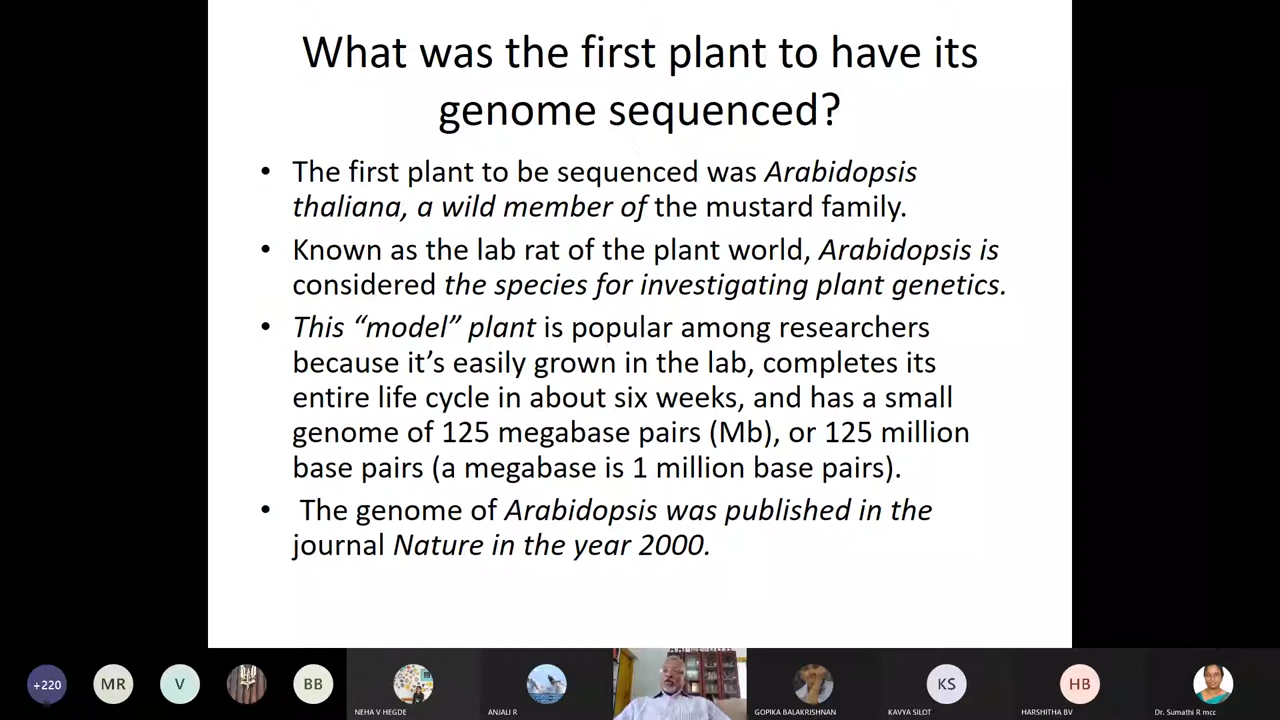 What was the first plant to have its
genome sequenced?
• The first plant to be sequenced was Arabidopsis
thaliana, a wild member of the mustard family.
• Known as the lab rat of the plant world, Arabidopsis is
considered the species for investigating plant genetics.
• This “model” plant is popular among researchers
because it’s easily grown in the lab, completes its
entire life cycle in about six weeks, and has a small
genome of 125 megabase pairs (Mb), or 125 million
base pairs (a megabase is 1 million base pairs).
• The genome of Arabidopsis was published in the
journal Nature in the year 2000.
+220 MR V BB KS HB
NEHA V HEGDE ANJALI R GOPIKA BALAKRISHNAN KAVYA SILOT HARSHITHA BV Dr. Sumathi R mcc